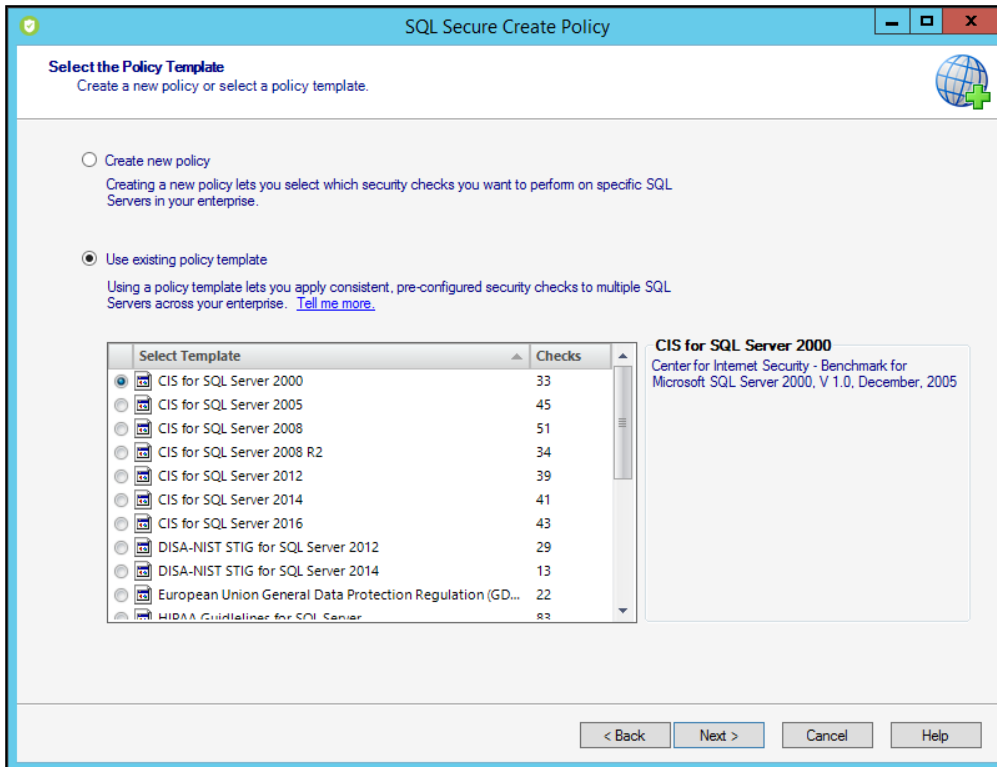 SQL Secure Create Policy
Select the Policy Template
Create a new policy or select a policy template.
Create new policy
Creating a new policy lets you select which security checks you want to perform on specific SQL
Servers in your enterprise.
Use existing policy template
Using a policy template lets you apply consistent, pre-configured security checks to multiple SQL
Servers across your enterprise. Tell me more.
Select Template Checks
CIS for SQL Server 2000 33
CIS for SQL Server 2005 45
CIS for SQL Server 2008 51
CIS for SQL Server 2008 R2 34
CIS for SQL Server 2012 39
CIS for SQL Server 2014 41
CIS for SQL Server 2016 43
DISA-NIST STIG for SQL Server 2012 29
DISA-NIST STIG for SQL Server 2014 13
European Union General Data Protection Regulation (GD... 22
HIPAA Guidlelines for SQL Server 83
CIS for SQL Server 2000
Center for Internet Security - Benchmark for
Microsoft SQL Server 2000, V 1.0, December, 2005
< Back Next > Cancel Help